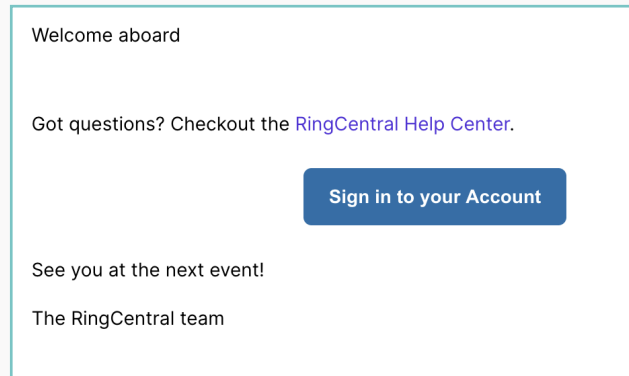 Welcome aboard
Got questions? Checkout the RingCentral Help Center.
Sign in to your Account
See you at the next event!
The RingCentral team